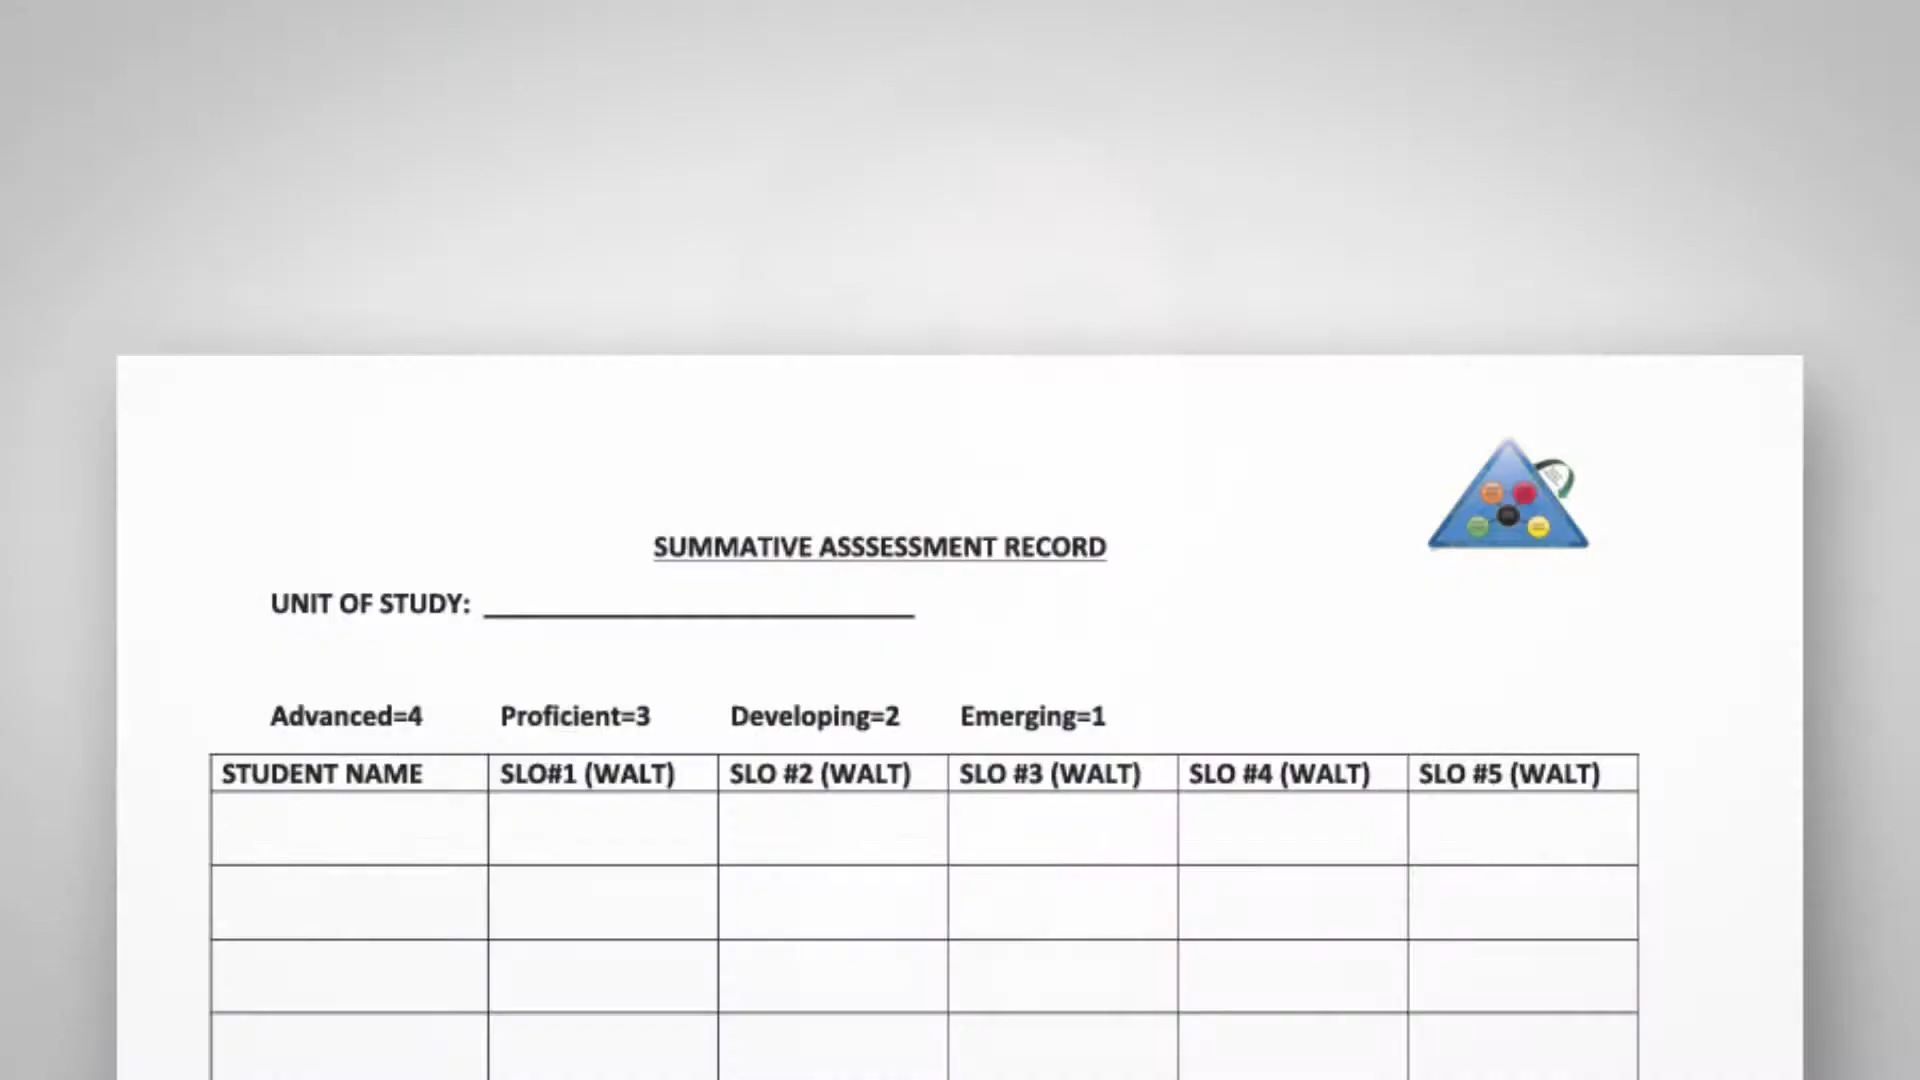 SUMMATIVE ASSSESSMENT RECORD
UNIT OF STUDY: ____________________
Advanced=4 Proficient=3 Developing=2 Emerging=1
STUDENT NAME SLO#1 (WALT) SLO #2 (WALT) SLO #3 (WALT) SLO #4 (WALT) SLO #5 (WALT)